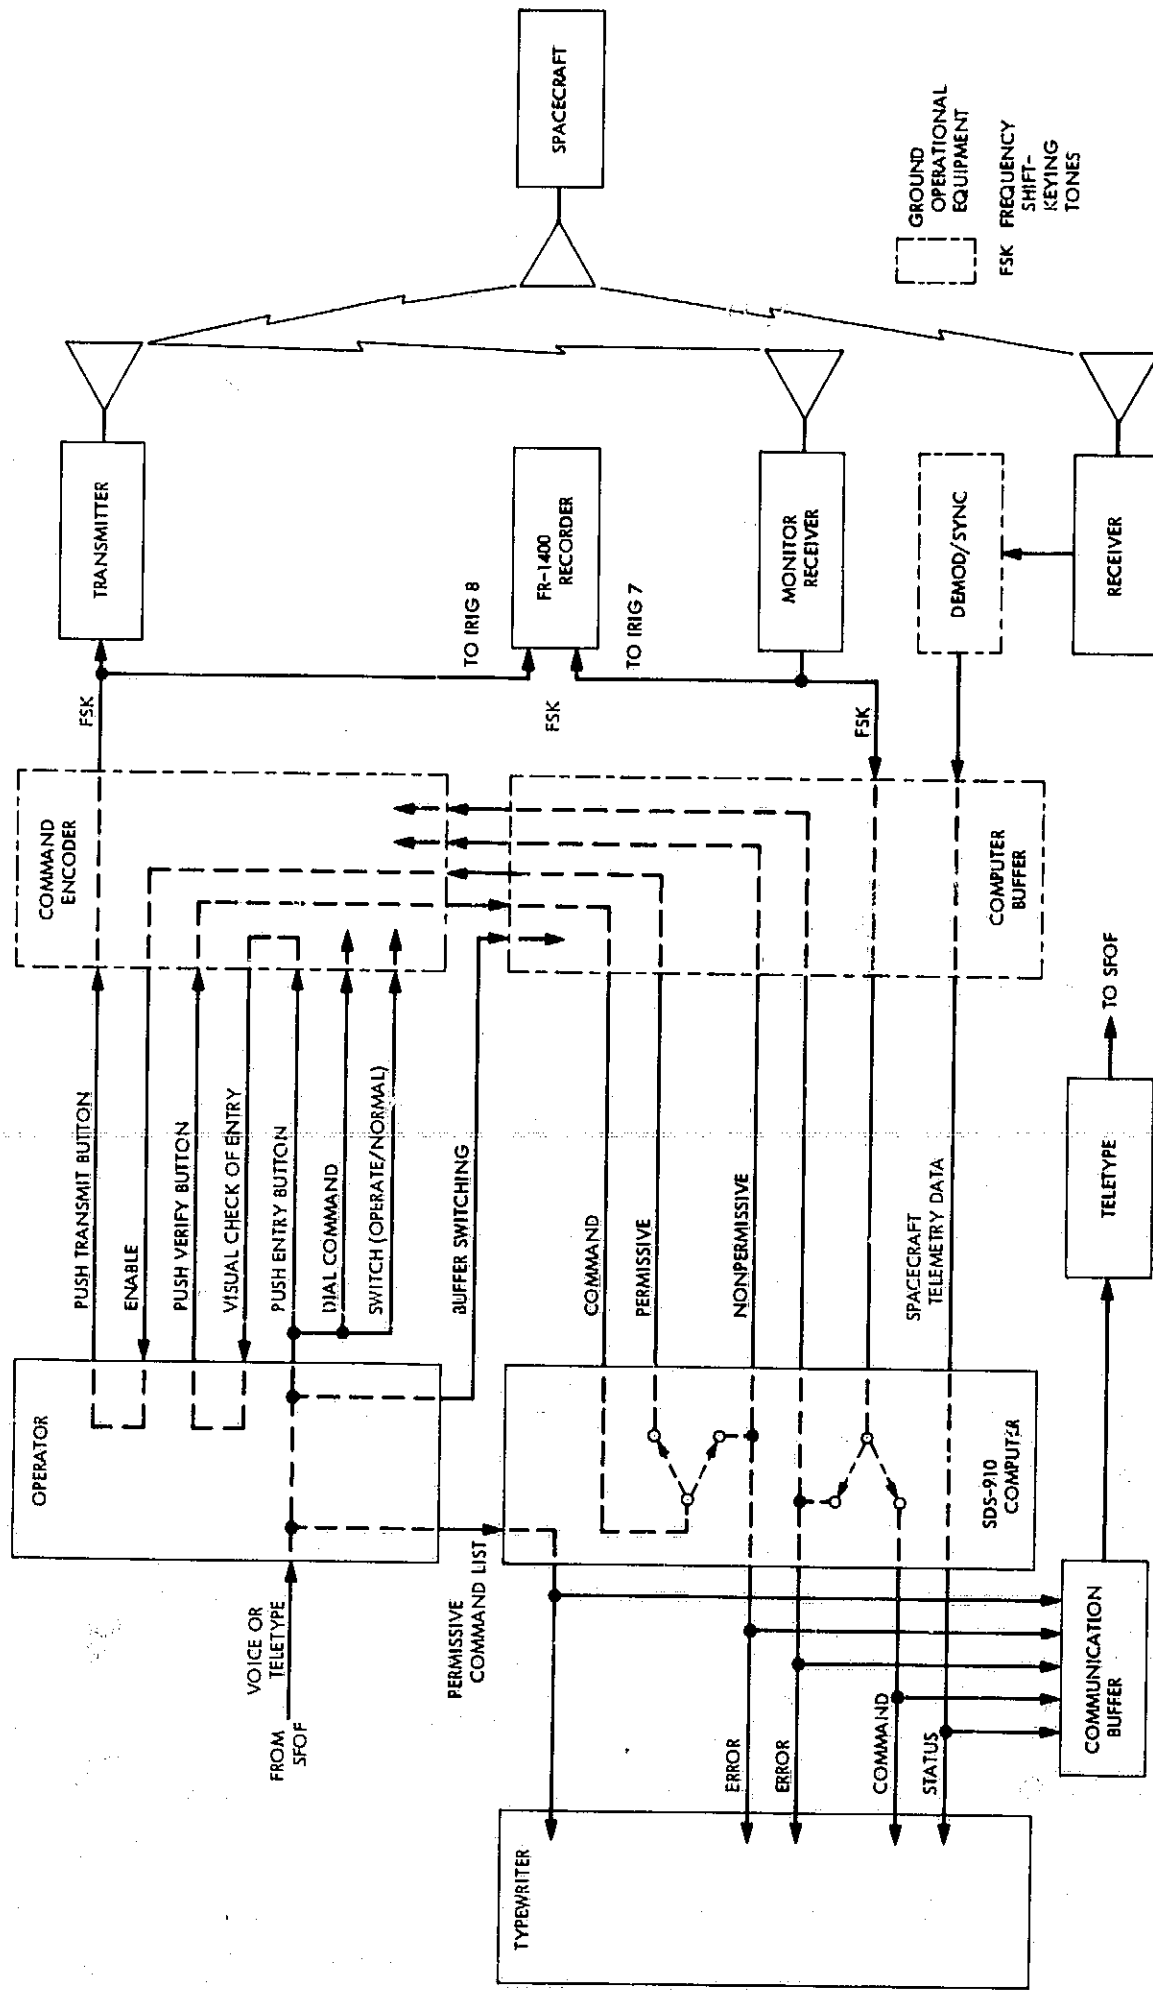 SPACECRAFT
GROUND
OPERATIONAL
EQUIPMENT
FSK FREQUENCY
SHIFT-
KEYING
TONES
TRANSMITTER
FR-1400
RECORDER
MONITOR
RECEIVER
DEMOD/SYNC
RECEIVER
TO IRIG 8
TO IRIG 7
FSK
FSK
FSK
COMMAND
ENCODER
COMPUTER
BUFFER
PUSH TRANSMIT BUTTON
ENABLE
PUSH VERIFY BUTTON
VISUAL CHECK OF ENTRY
PUSH ENTRY BUTTON
DIAL COMMAND
SWITCH (OPERATE/NORMAL)
BUFFER SWITCHING
COMMAND
PERMISSIVE
NONPERMISSIVE
SPACECRAFT
TELEMETRY DATA
TELETYPE
TO SFOF
OPERATOR
SDS-910
COMPUTER
VOICE OR
TELETYPE
FROM
SFOF
PERMISSIVE
COMMAND LIST
ERROR
ERROR
COMMAND
STATUS
COMMUNICATION
BUFFER
TYPEWRITER